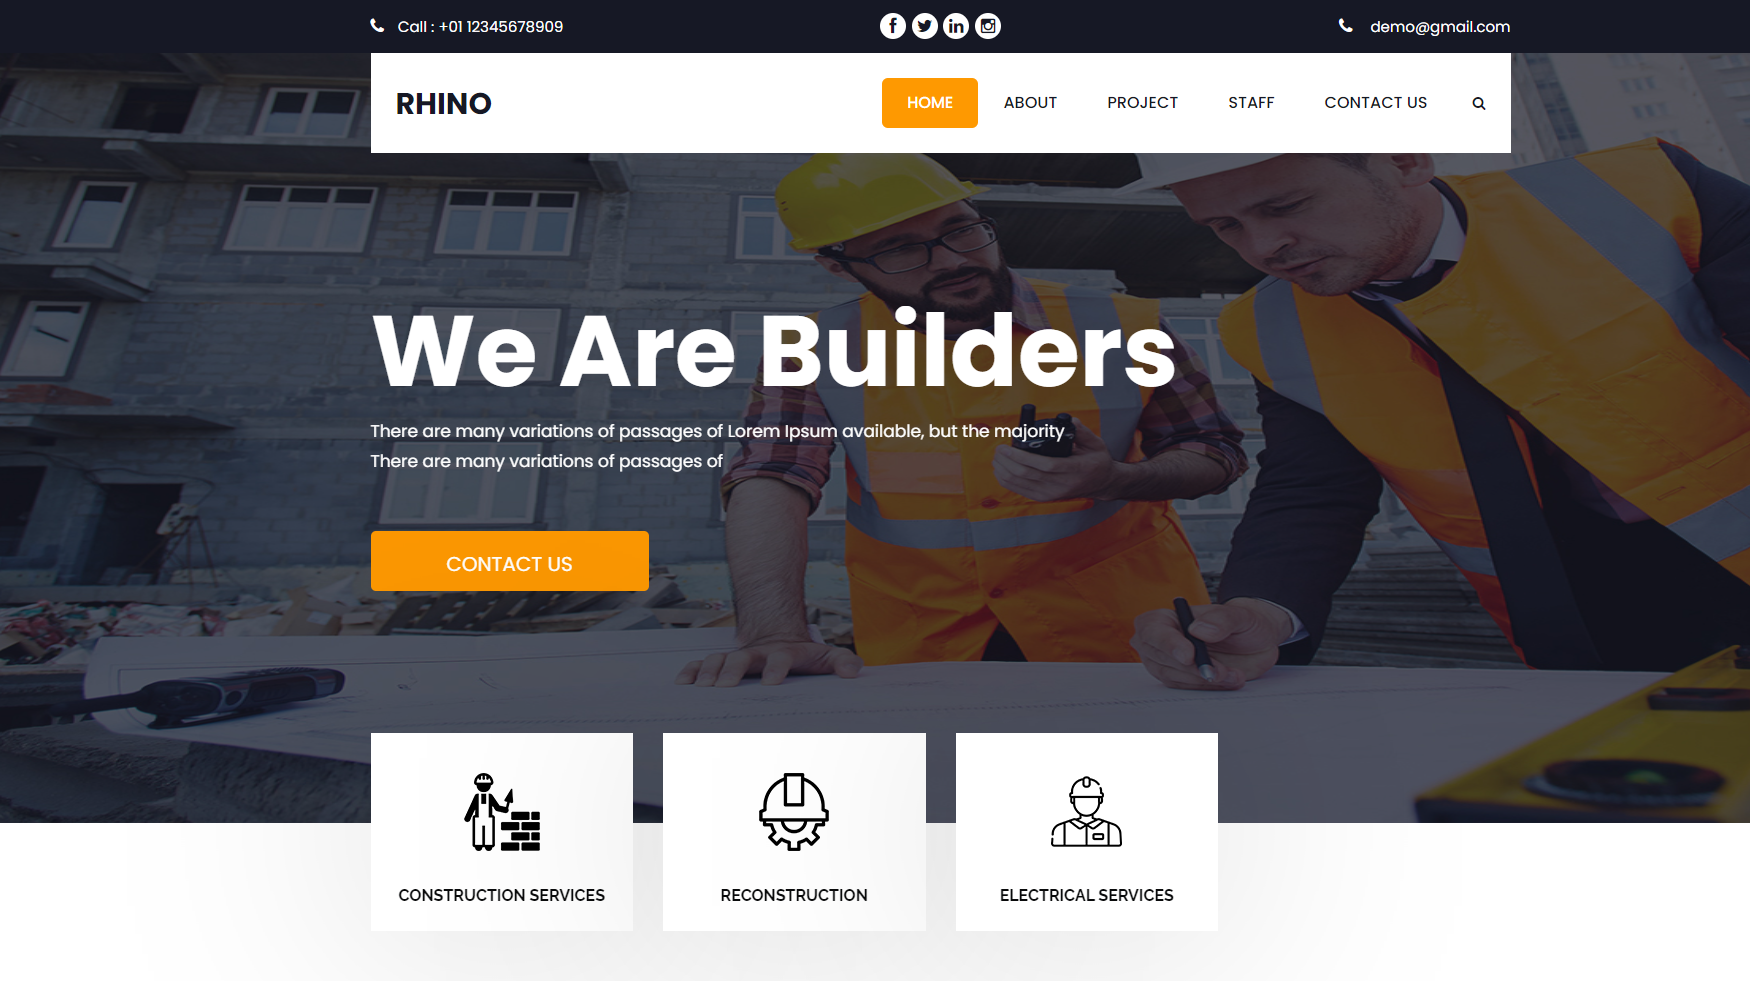 Call : +01 12345678909
demo@gmail.com
RHINO
HOME
ABOUT
PROJECT
STAFF
CONTACT US
We Are Builders
There are many variations of passages of Lorem Ipsum available, but the majority
There are many variations of passages of
CONTACT US
CONSTRUCTION SERVICES
RECONSTRUCTION
ELECTRICAL SERVICES